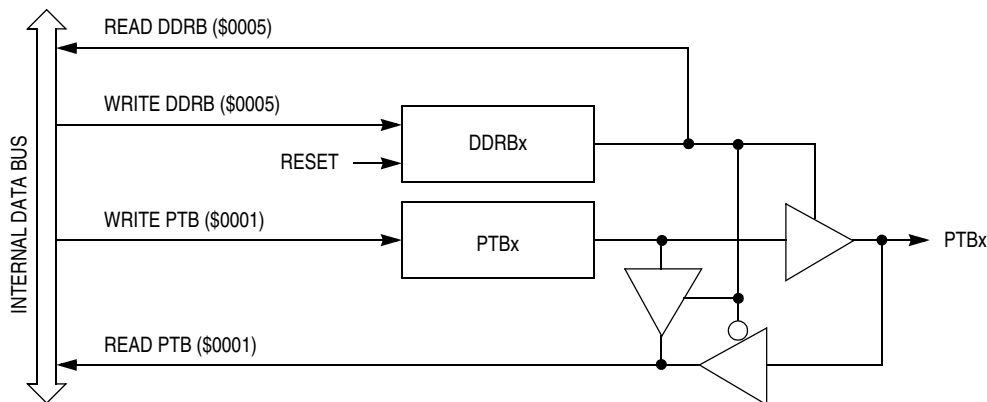 READ DDRB ($0005)
WRITE DDRB ($0005)
DDRBx
RESET
INTERNAL DATA BUS
WRITE PTB ($0001)
PTBx
PTBx
READ PTB ($0001)